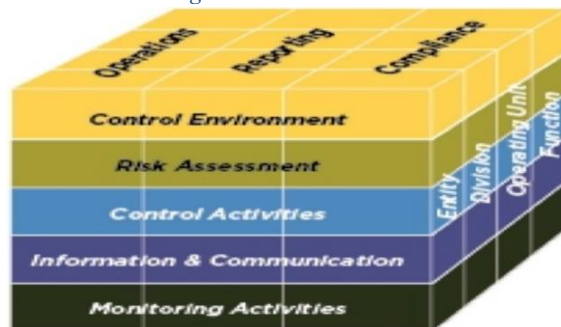 Operations
Reporting
Compliance
Control Environment
Risk Assessment
Control Activities
Information & Communication
Monitoring Activities
Entity
Division
Operating Unit
Function